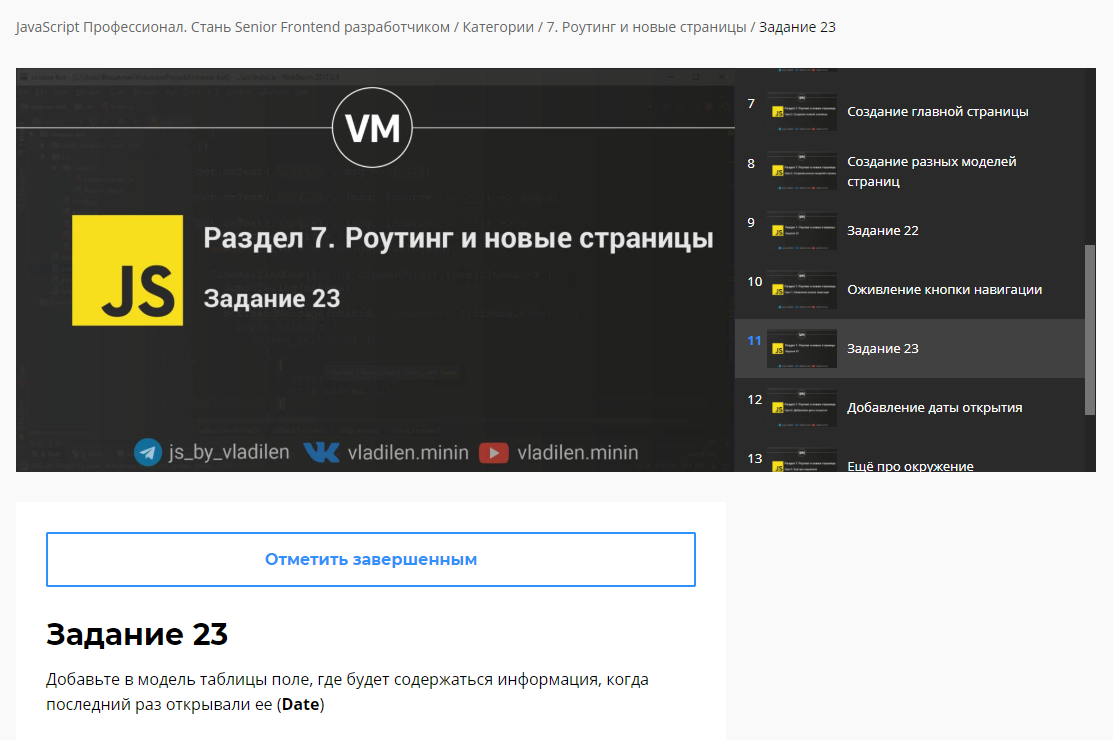 JavaScript Профессионал. Стань Senior Frontend разработчиком / Категории / 7. Роутинг и новые страницы / Задание 23
VM
Раздел 7. Роутинг и новые страницы
JS
Задание 23
js_by_vladilen
vladilen.minin
vladilen.minin
7 Создание главной страницы
8 Создание разных моделей
страниц
9 Задание 22
10 Оживление кнопки навигации
11 Задание 23
12 Добавление даты открытия
13 Ещё про окружение
Отметить завершенным
Задание 23
Добавьте в модель таблицы поле, где будет содержаться информация, когда
последний раз открывали ее (Date)